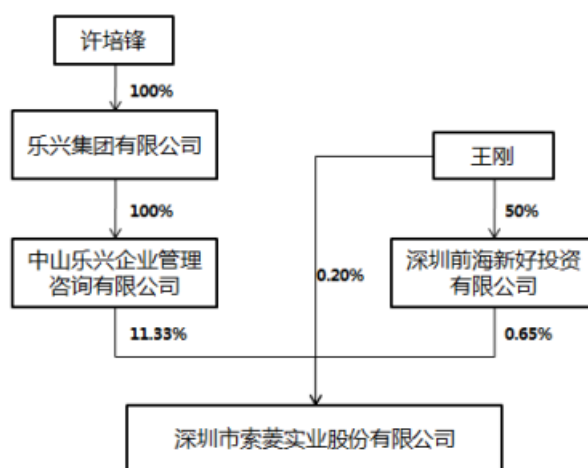 许培锋
100%
乐兴集团有限公司
王刚
100%
50%
中山乐兴企业管理
咨询有限公司
0.20%
深圳前海新好投资
有限公司
11.33%
0.65%
深圳市索菱实业股份有限公司